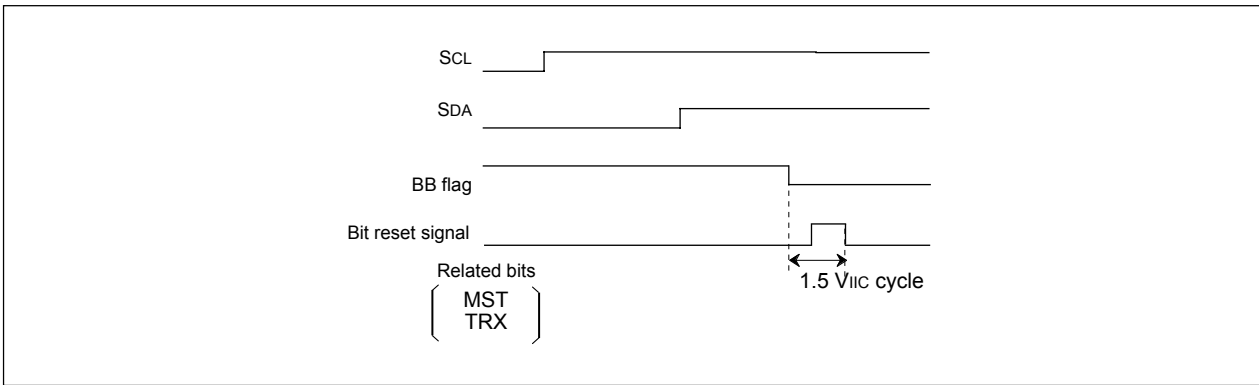 SCL
SDA
BB flag
Bit reset signal
1.5 VIIC cycle
Related bits
MST
TRX